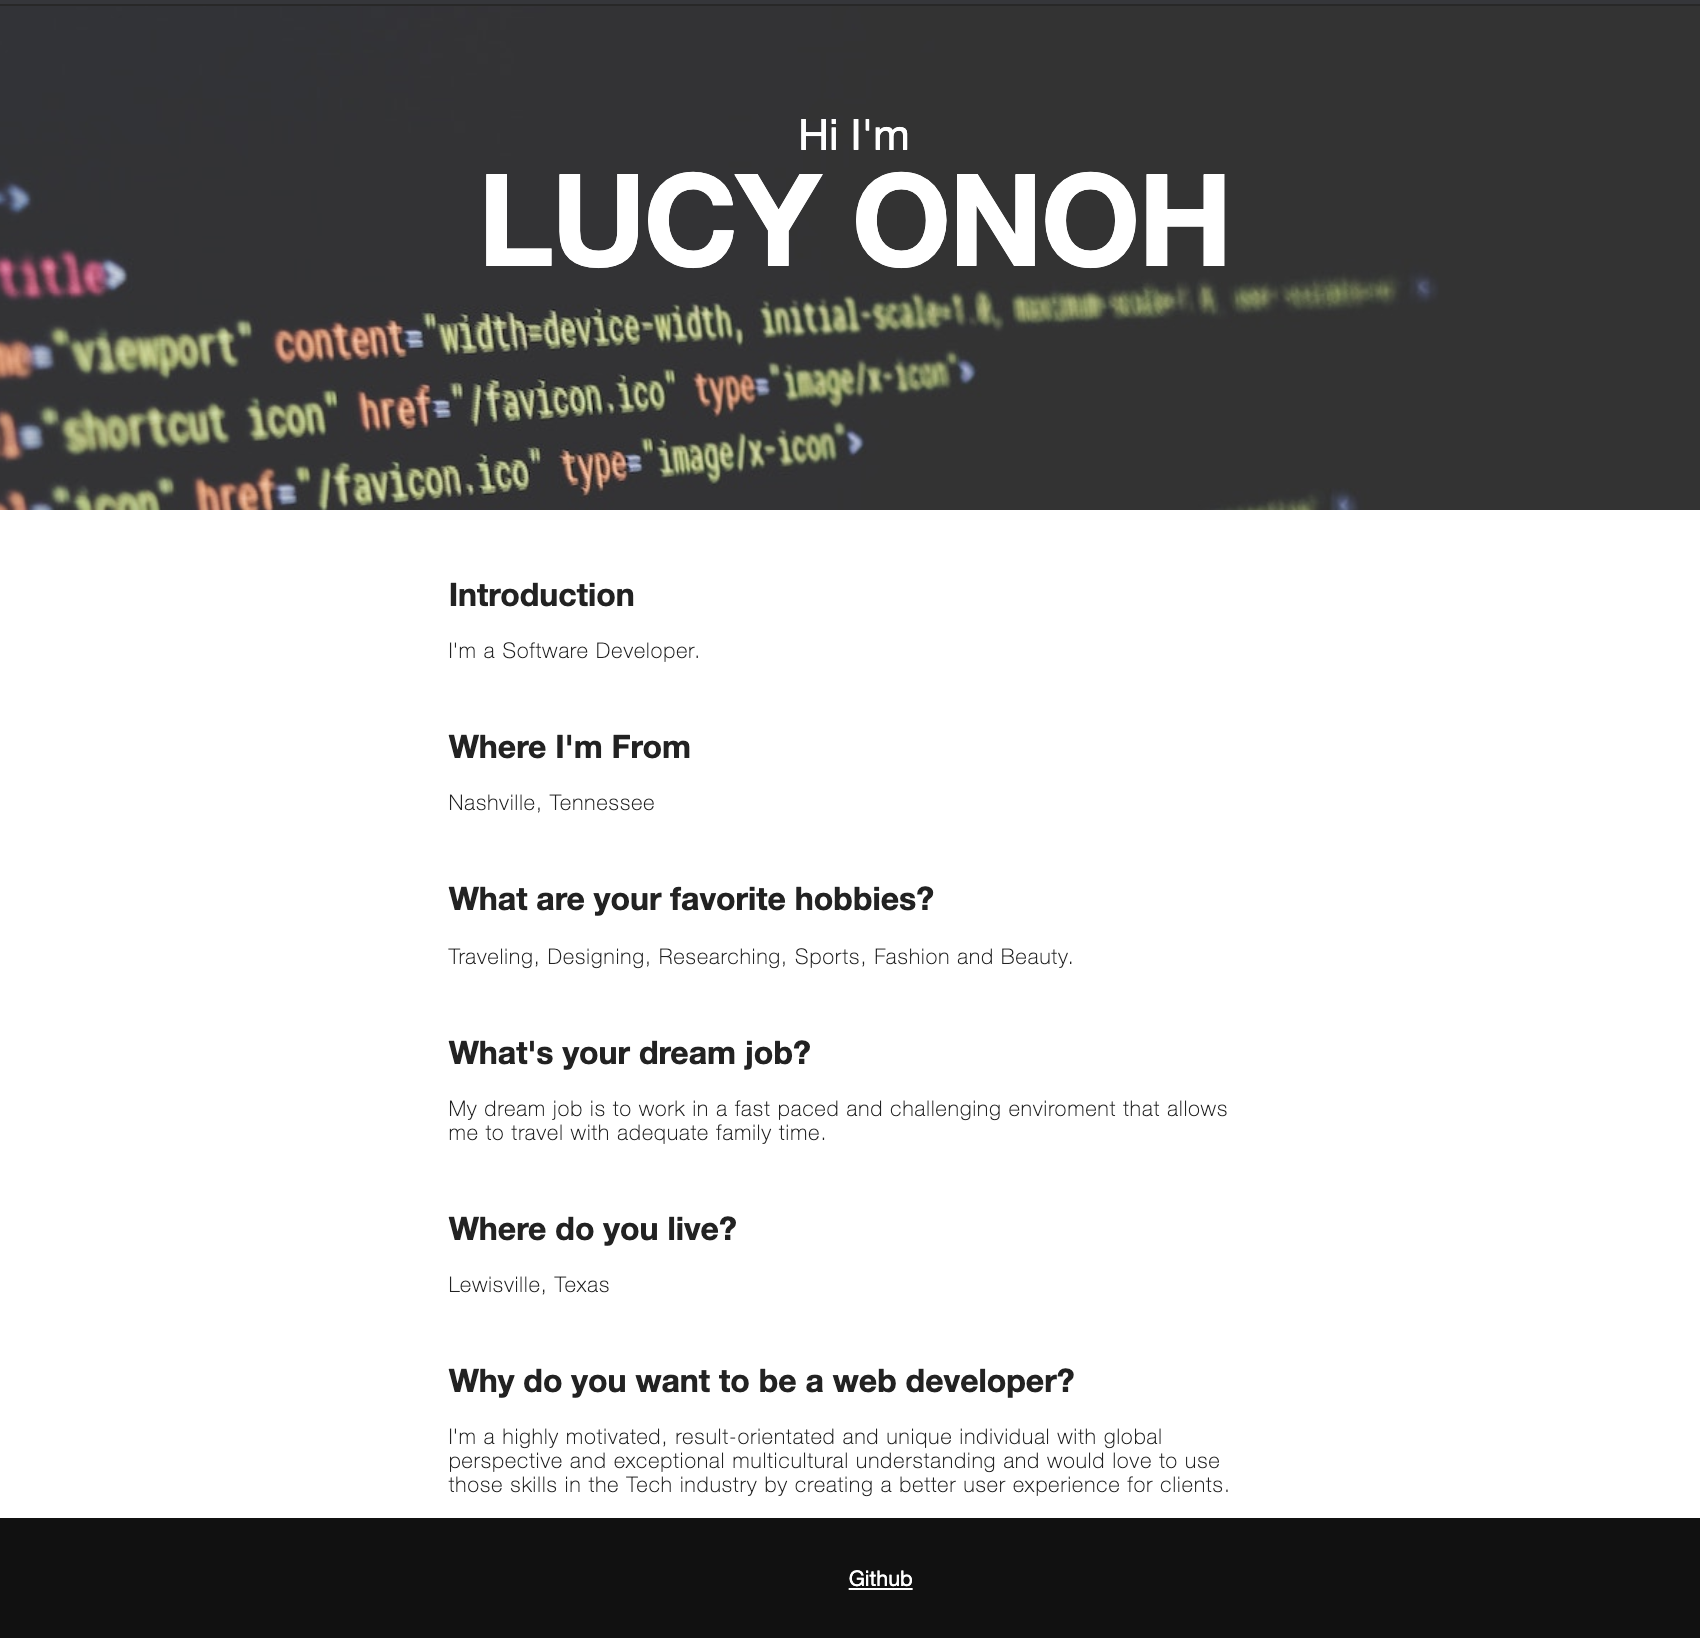 Hi I'm
LUCY ONOH
title>
="viewport" content="width=device-width, initial-scale=1.0,
="shortcut icon" href="/favicon.ico" type="image/x-icon">
href="/favicon.ico" type="image/x-icon">
Introduction
I'm a Software Developer.
Where I'm From
Nashville, Tennessee
What are your favorite hobbies?
Traveling, Designing, Researching, Sports, Fashion and Beauty.
What's your dream job?
My dream job is to work in a fast paced and challenging enviroment that allows
me to travel with adequate family time.
Where do you live?
Lewisville, Texas
Why do you want to be a web developer?
I'm a highly motivated, result-orientated and unique individual with global
perspective and exceptional multicultural understanding and would love to use
those skills in the Tech industry by creating a better user experience for clients.
Github